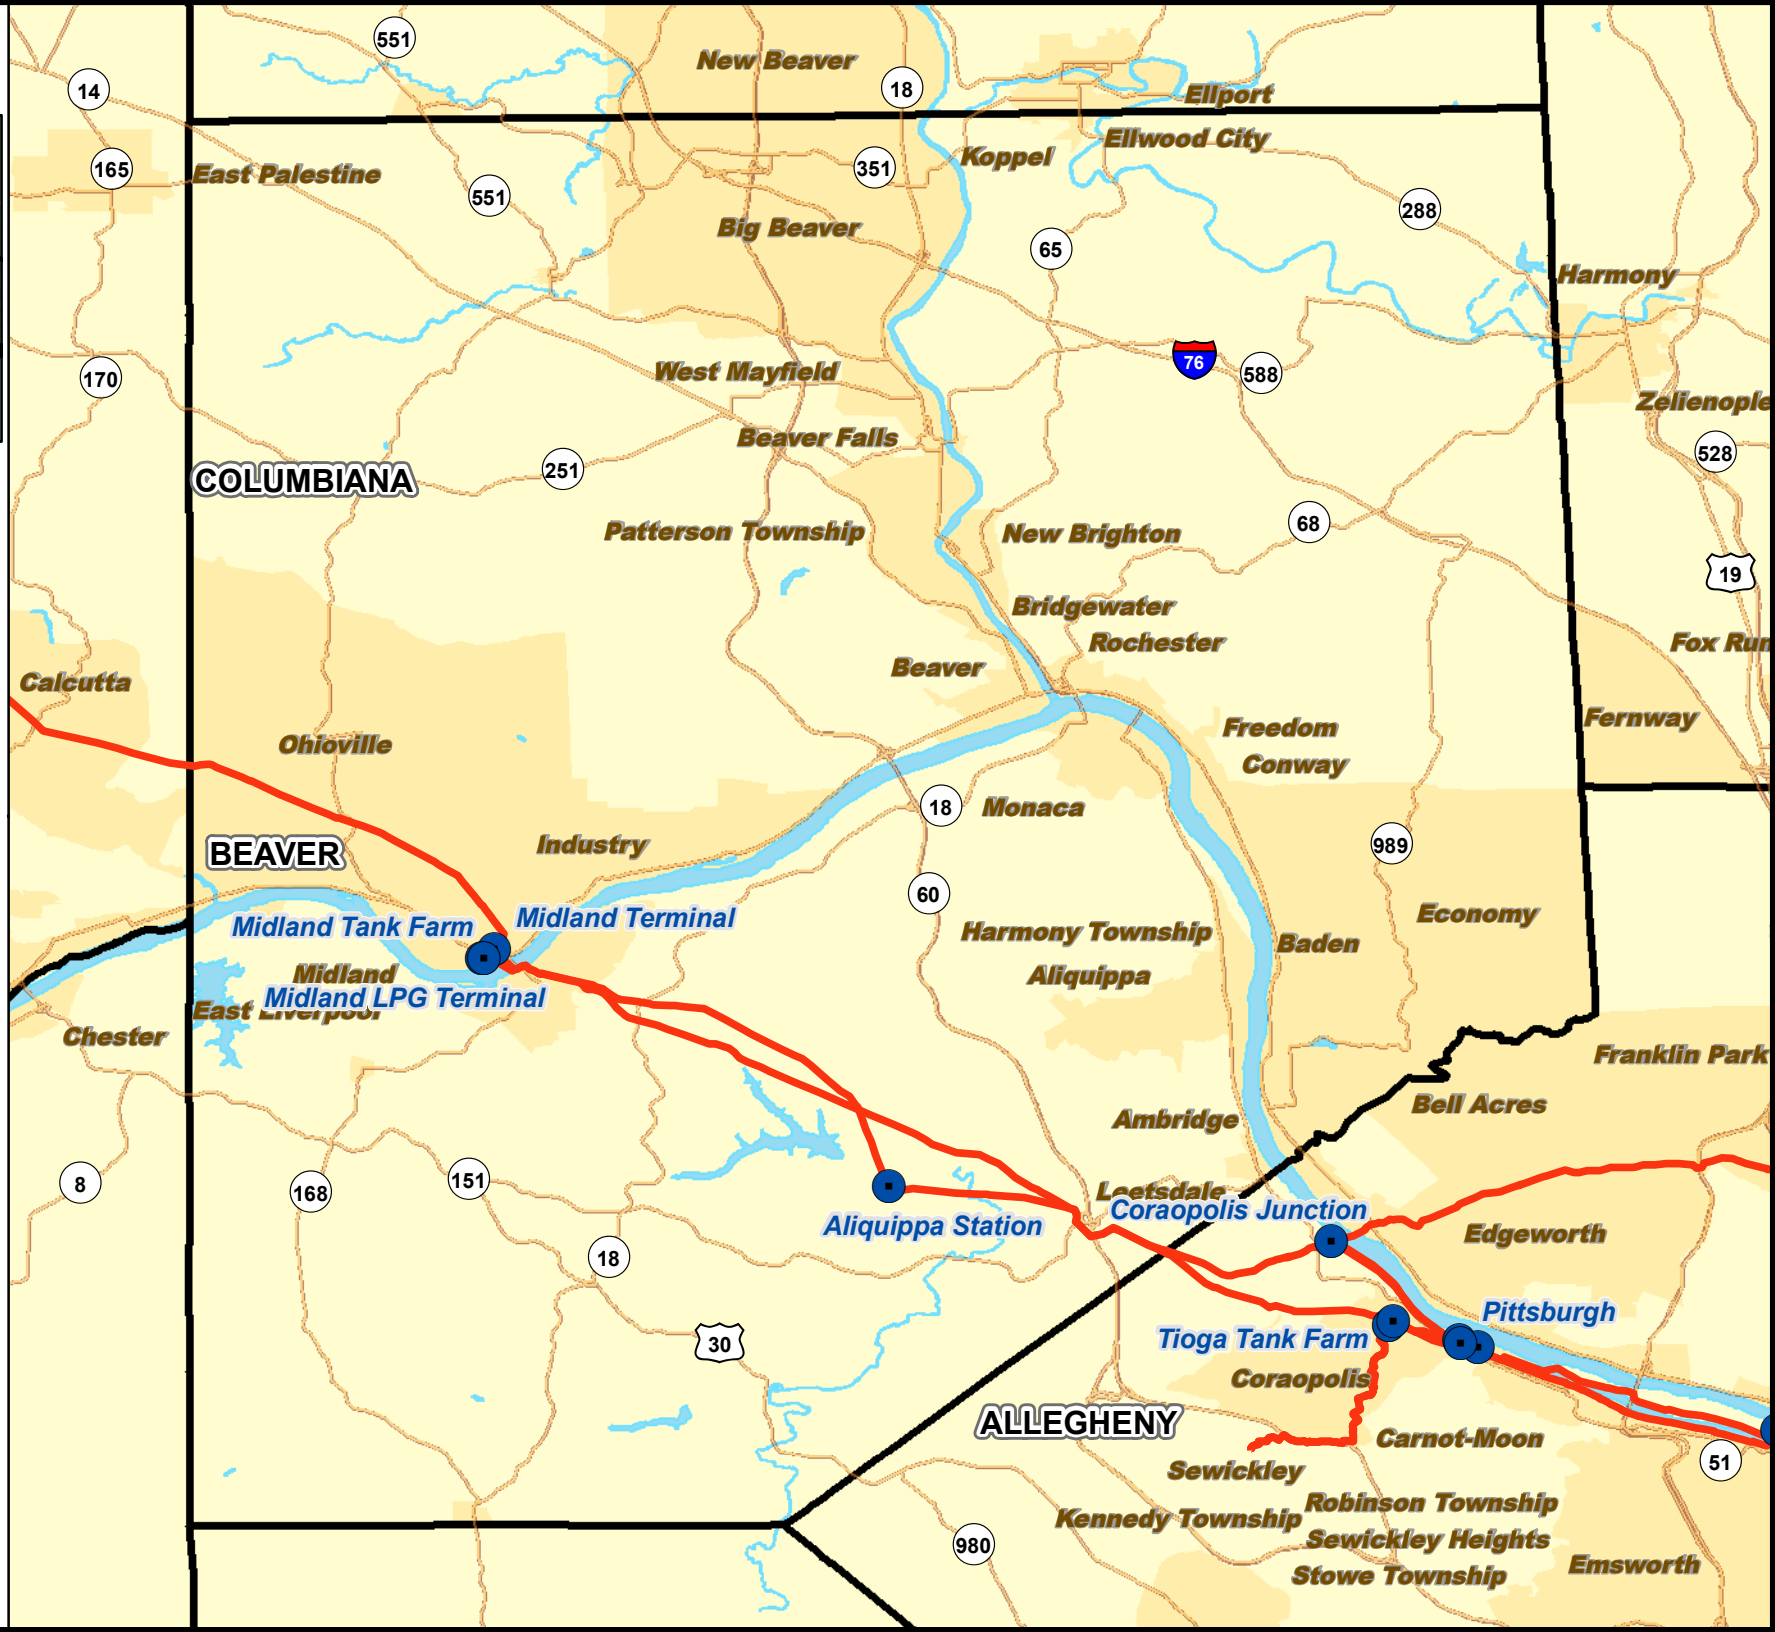 551
New Beaver
14
18
Ellport
Ellwood City
Koppel
351
165
East Palestine
551
288
Big Beaver
65
Harmony
76
588
170
West Mayfield
Zelienople
Beaver Falls
528
251
COLUMBIANA
68
Patterson Township
New Brighton
19
Bridgewater
Rochester
Fox Run
Beaver
Calcutta
Fernway
Freedom
Ohioville
Conway
18
Monaca
Industry
989
BEAVER
60
Economy
Midland Terminal
Midland Tank Farm
Harmony Township
Baden
Midland
Aliquippa
Midland LPG Terminal
East Liverpool
Chester
Franklin Park
Bell Acres
Ambridge
8
168
151
Leetsdale
Coraopolis Junction
Aliquippa Station
Edgeworth
18
Pittsburgh
30
Tioga Tank Farm
Coraopolis
ALLEGHENY
Carnot-Moon
51
Sewickley
Robinson Township
Kennedy Township
Sewickley Heights
980
Emsworth
Stowe Township